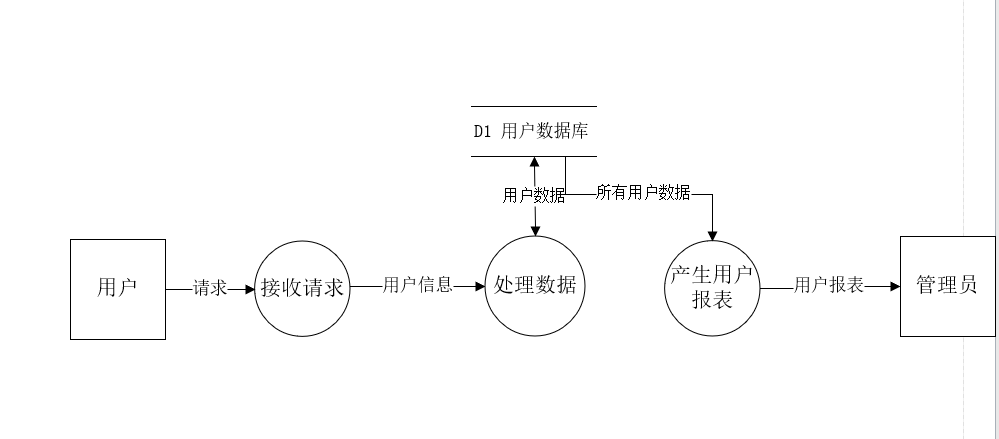 D1 用户数据库
用户数据
所有用户数据
用户
请求
接收请求
用户信息
处理数据
产生用户
报表
用户报表
管理员